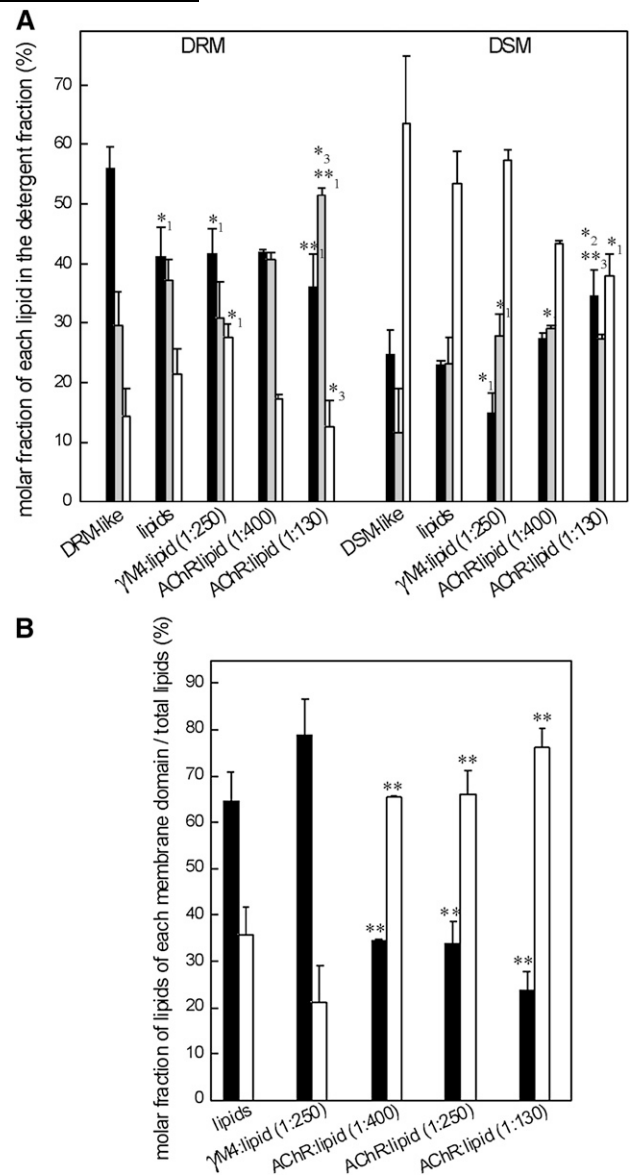 A
DRM DSM
molar fraction of each lipid in the detergent fraction (%)
70
60
50
40
30
20
10
0
*1
*1
*1
**1
*3
**1
*3
*1
*1
*
*2
**3
*1
DRM-like
lipids
γM4:lipid (1:250)
AChR:lipid (1:400)
AChR:lipid (1:130)
DSM-like
lipids
γM4:lipid (1:250)
AChR:lipid (1:400)
AChR:lipid (1:130)
B
molar fraction of lipids of each membrane domain / total lipids (%)
90
80
70
60
50
40
30
20
10
0
**
**
**
**
**
**
lipids
γM4:lipid (1:250)
AChR:lipid (1:400)
AChR:lipid (1:250)
AChR:lipid (1:130)